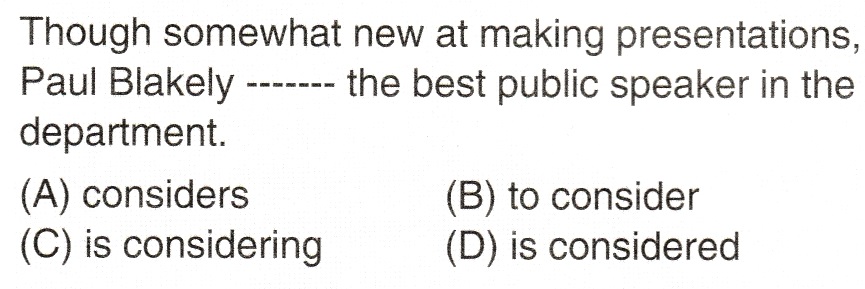 Though somewhat new at making presentations,
Paul Blakely ------- the best public speaker in the
department.
(A) considers (B) to consider
(C) is considering (D) is considered